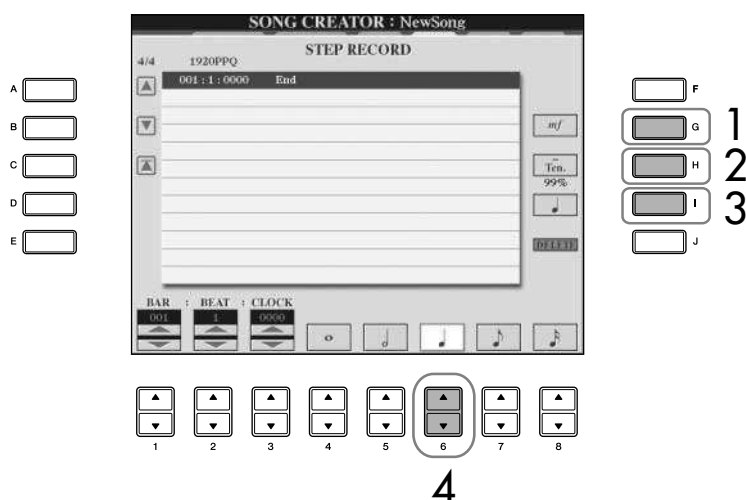 SONG CREATOR : NewSong
STEP RECORD
4/4 1920PPQ
001 : 1 : 0000 End
A
F
B
mf
G
1
C
Ten.
H
2
99%
D
I
3
E
DELETE
J
BAR : BEAT : CLOCK
001 1 0000
1 2 3 4 5 6 7 8
4